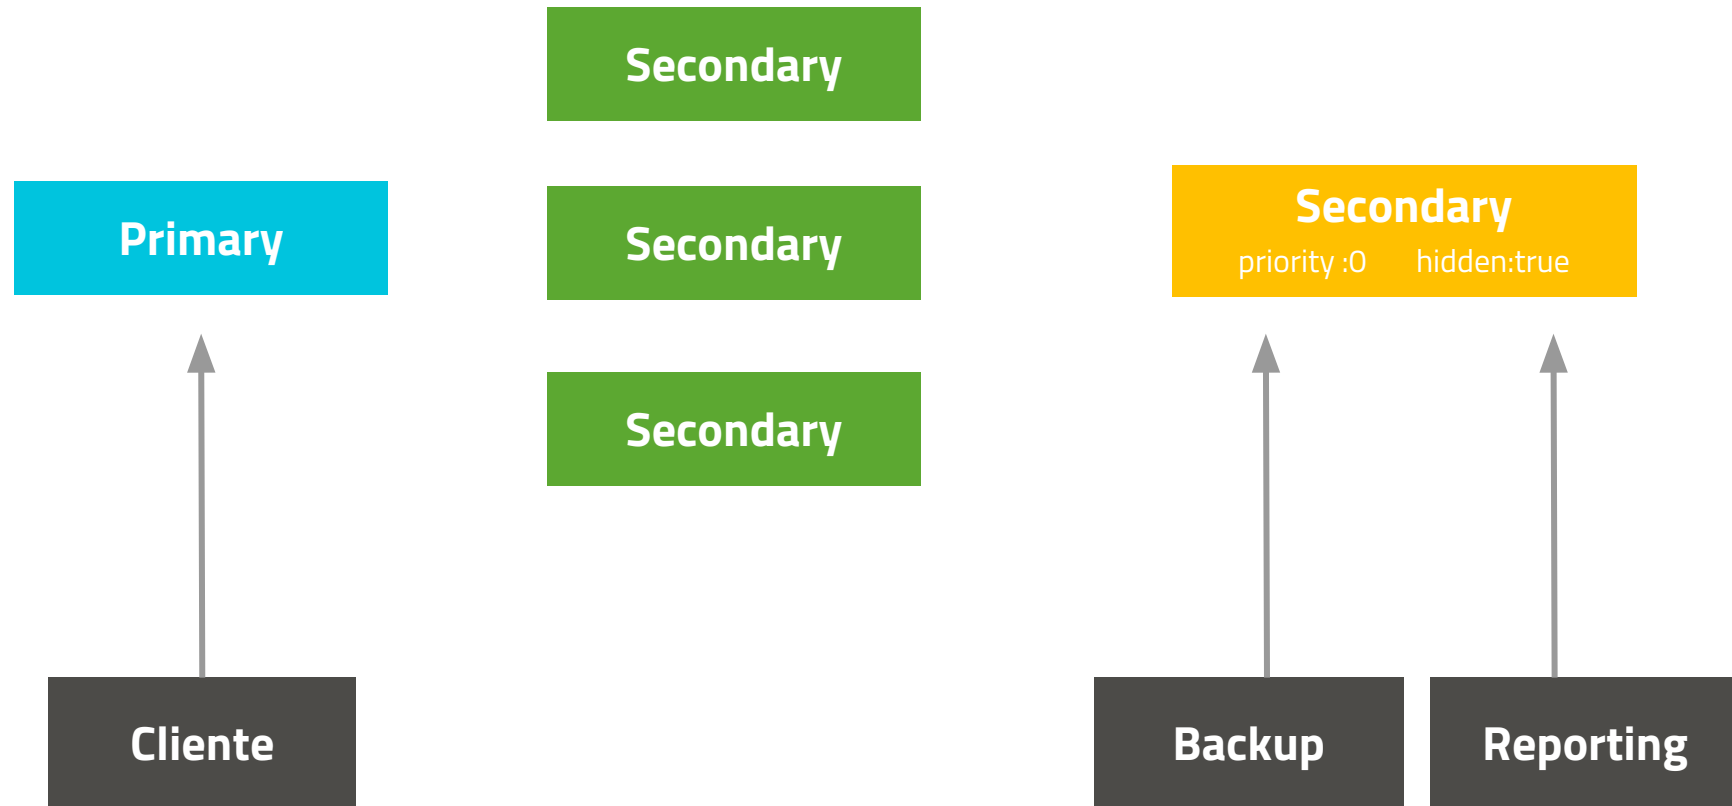 Secondary
Primary
Secondary
Secondary
priority :0 hidden:true
Secondary
Cliente
Backup
Reporting